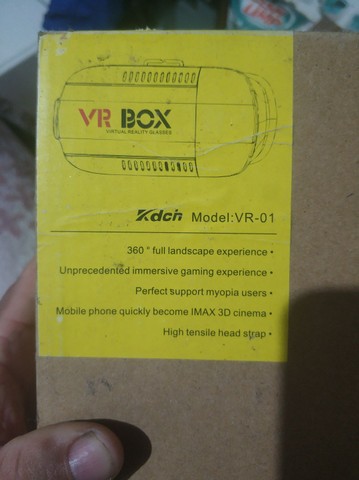 VR BOX
VIRTUAL REALITY GLASSES
Kdch Model:VR-01
360° full landscape experience •
Unprecedented immersive gaming experience •
Perfect support myopia users •
Mobile phone quickly become IMAX 3D cinema •
High tensile head strap •